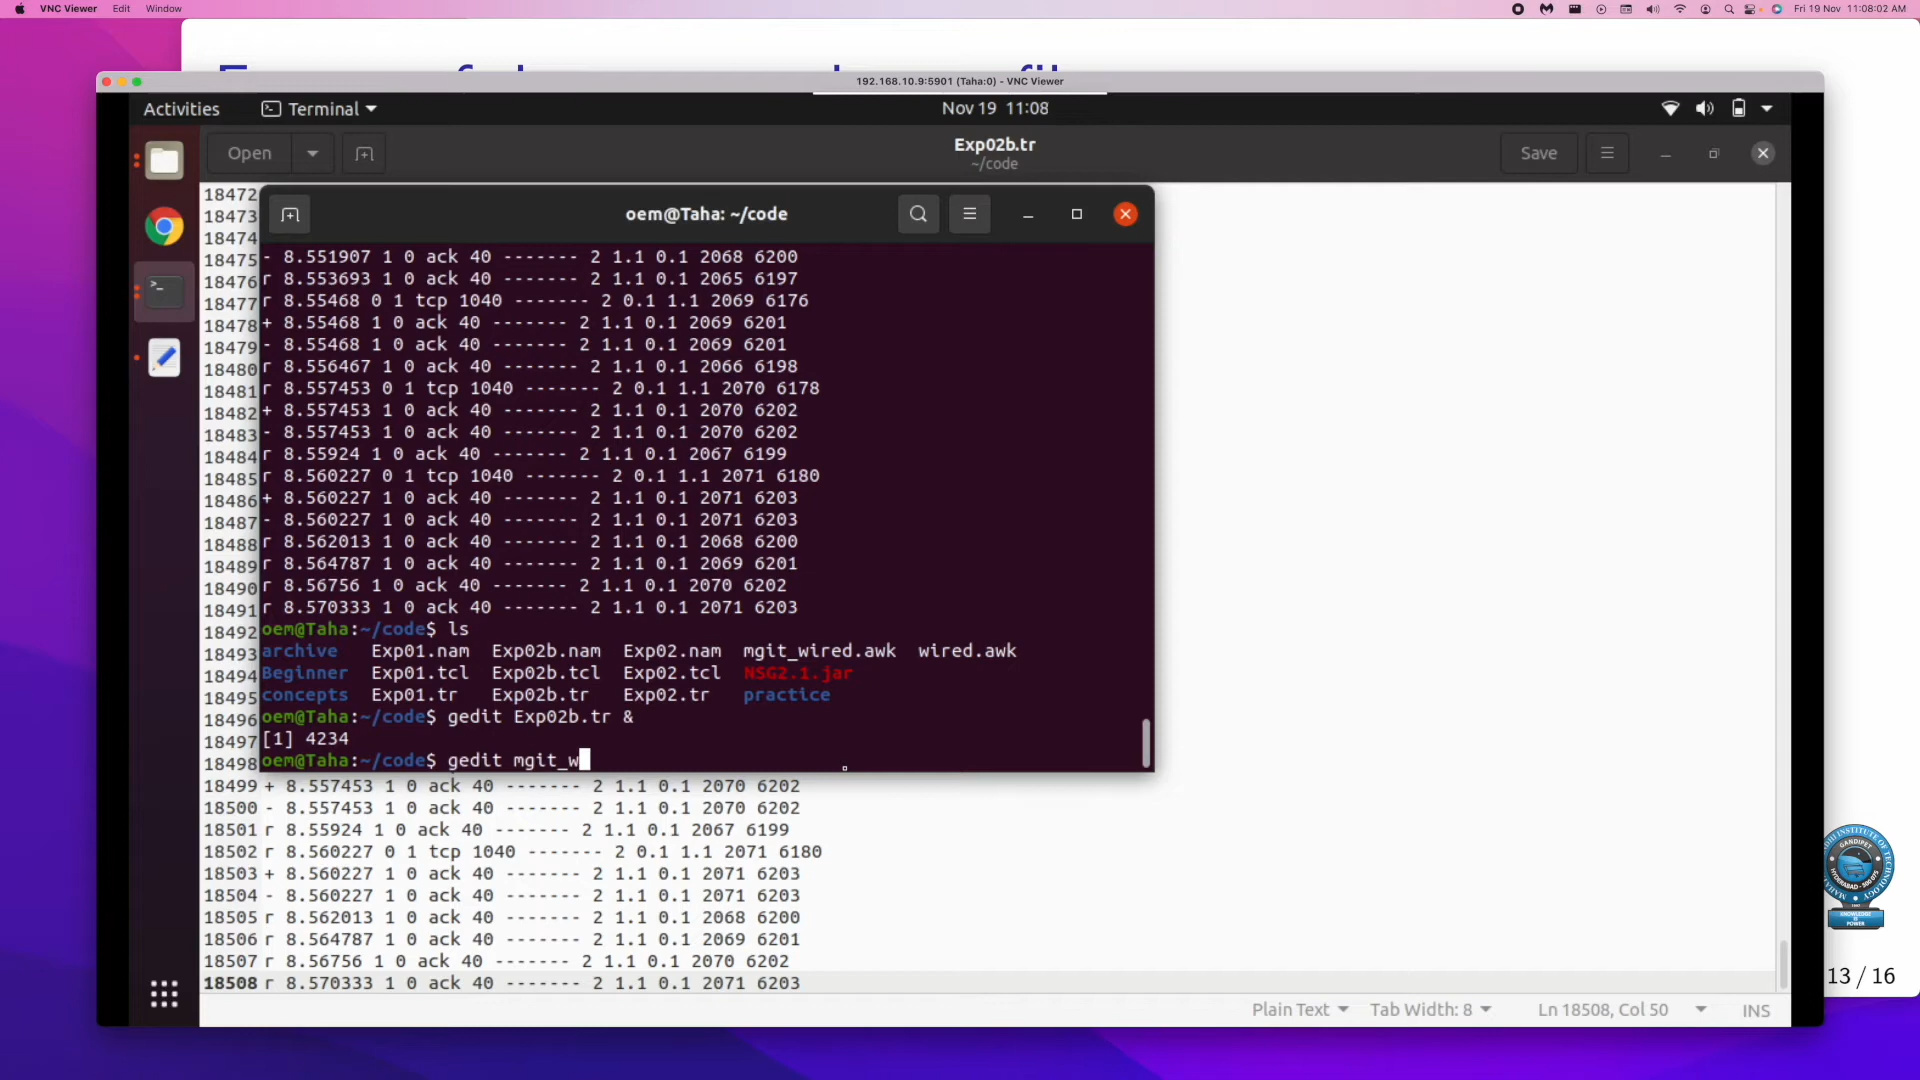 VNC Viewer Edit Window
Fri 19 Nov 11:08:02 AM
192.168.10.9:5901 (Taha:0) - VNC Viewer
Activities Terminal Nov 19 11:08
Open Exp02b.tr Save
~/code
oem@Taha: ~/code
18472
18473
18474
18475
18476
18477
18478
18479
18480
18481
18482
18483
18484
18485
18486
18487
18488
18489
18490
18491
18492
18493
18494
18495
18496
18497
18498
- 8.551907 1 0 ack 40 ------- 2 1.1 0.1 2068 6200
r 8.553693 1 0 ack 40 ------- 2 1.1 0.1 2065 6197
r 8.55468 0 1 tcp 1040 ------- 2 0.1 1.1 2069 6176
+ 8.55468 1 0 ack 40 ------- 2 1.1 0.1 2069 6201
- 8.55468 1 0 ack 40 ------- 2 1.1 0.1 2069 6201
r 8.556467 1 0 ack 40 ------- 2 1.1 0.1 2066 6198
r 8.557453 0 1 tcp 1040 ------- 2 0.1 1.1 2070 6178
+ 8.557453 1 0 ack 40 ------- 2 1.1 0.1 2070 6202
- 8.557453 1 0 ack 40 ------- 2 1.1 0.1 2070 6202
r 8.55924 1 0 ack 40 ------- 2 1.1 0.1 2067 6199
r 8.560227 0 1 tcp 1040 ------- 2 0.1 1.1 2071 6180
+ 8.560227 1 0 ack 40 ------- 2 1.1 0.1 2071 6203
- 8.560227 1 0 ack 40 ------- 2 1.1 0.1 2071 6203
r 8.562013 1 0 ack 40 ------- 2 1.1 0.1 2068 6200
r 8.564787 1 0 ack 40 ------- 2 1.1 0.1 2069 6201
r 8.56756 1 0 ack 40 ------- 2 1.1 0.1 2070 6202
r 8.570333 1 0 ack 40 ------- 2 1.1 0.1 2071 6203
oem@Taha:~/code$ ls
archive Exp01.nam Exp02b.nam Exp02.nam mgit_wired.awk wired.awk
Beginner Exp01.tcl Exp02b.tcl Exp02.tcl NSG2.1.jar
concepts Exp01.tr Exp02b.tr Exp02.tr practice
oem@Taha:~/code$ gedit Exp02b.tr &
[1] 4234
oem@Taha:~/code$ gedit mgit_w
18499 + 8.557453 1 0 ack 40 ------- 2 1.1 0.1 2070 6202
18500 - 8.557453 1 0 ack 40 ------- 2 1.1 0.1 2070 6202
18501 r 8.55924 1 0 ack 40 ------- 2 1.1 0.1 2067 6199
18502 r 8.560227 0 1 tcp 1040 ------- 2 0.1 1.1 2071 6180
18503 + 8.560227 1 0 ack 40 ------- 2 1.1 0.1 2071 6203
18504 - 8.560227 1 0 ack 40 ------- 2 1.1 0.1 2071 6203
18505 r 8.562013 1 0 ack 40 ------- 2 1.1 0.1 2068 6200
18506 r 8.564787 1 0 ack 40 ------- 2 1.1 0.1 2069 6201
18507 r 8.56756 1 0 ack 40 ------- 2 1.1 0.1 2070 6202
18508 r 8.570333 1 0 ack 40 ------- 2 1.1 0.1 2071 6203
Plain Text Tab Width: 8 Ln 18508, Col 50 INS
GANDIPET
KNOWLEDGE
IS
POWER
13 / 16